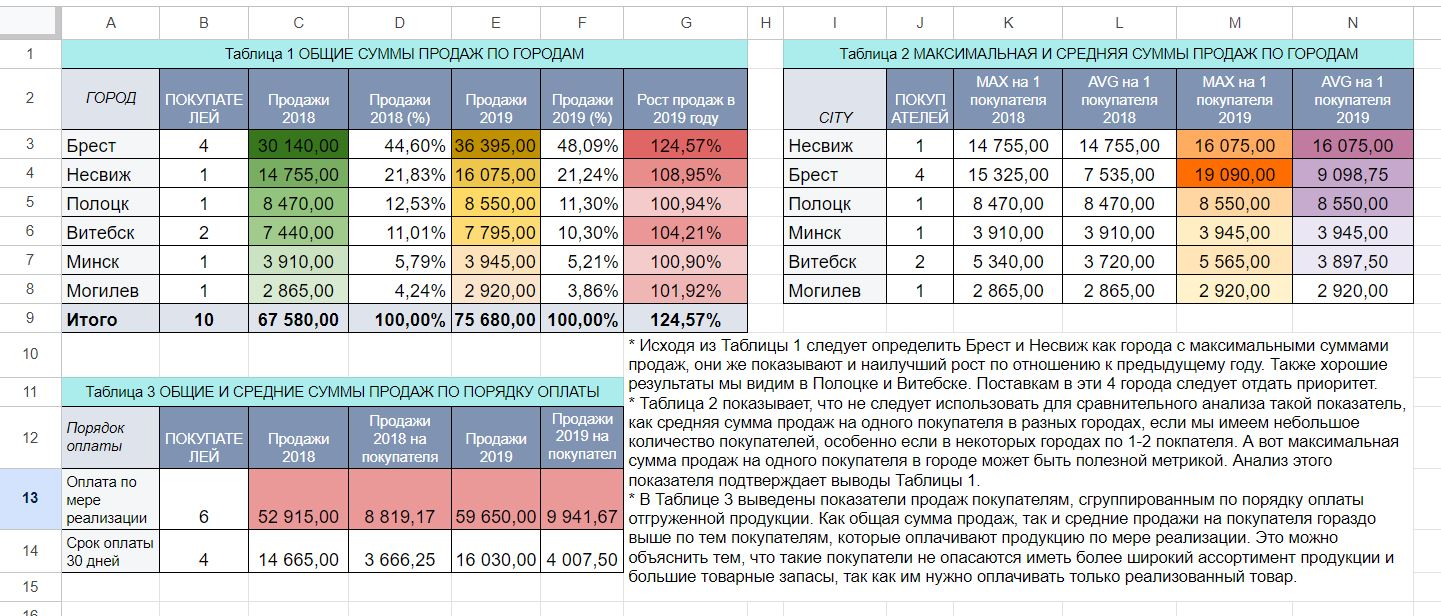 A B C D E F G H I J K L M N
1 Таблица 1 ОБЩИЕ СУММЫ ПРОДАЖ ПО ГОРОДАМ Таблица 2 МАКСИМАЛЬНАЯ И СРЕДНЯЯ СУММЫ ПРОДАЖ ПО ГОРОДАМ
2 ГОРОД ПОКУПАТЕ ЛЕЙ Продажи 2018 Продажи 2018 (%) Продажи 2019 Продажи 2019 (%) Рост продаж в 2019 году CITY ПОКУП АТЕЛЕЙ MAX на 1 покупателя 2018 AVG на 1 покупателя 2018 MAX на 1 покупателя 2019 AVG на 1 покупателя 2019
3 Брест 4 30 140,00 44,60% 36 395,00 48,09% 124,57% Несвиж 1 14 755,00 14 755,00 16 075,00 16 075,00
4 Несвиж 1 14 755,00 21,83% 16 075,00 21,24% 108,95% Брест 4 15 325,00 7 535,00 19 090,00 9 098,75
5 Полоцк 1 8 470,00 12,53% 8 550,00 11,30% 100,94% Полоцк 1 8 470,00 8 470,00 8 550,00 8 550,00
6 Витебск 2 7 440,00 11,01% 7 795,00 10,30% 104,21% Минск 1 3 910,00 3 910,00 3 945,00 3 945,00
7 Минск 1 3 910,00 5,79% 3 945,00 5,21% 100,90% Витебск 2 5 340,00 3 720,00 5 565,00 3 897,50
8 Могилев 1 2 865,00 4,24% 2 920,00 3,86% 101,92% Могилев 1 2 865,00 2 865,00 2 920,00 2 920,00
9 Итого 10 67 580,00 100,00% 75 680,00 100,00% 124,57%
10
11 Таблица 3 ОБЩИЕ И СРЕДНИЕ СУММЫ ПРОДАЖ ПО ПОРЯДКУ ОПЛАТЫ
12 Порядок оплаты ПОКУПАТЕ ЛЕЙ Продажи 2018 Продажи 2018 на покупателя Продажи 2019 Продажи 2019 на покупател
13 Оплата по мере реализации 6 52 915,00 8 819,17 59 650,00 9 941,67
14 Срок оплаты 30 дней 4 14 665,00 3 666,25 16 030,00 4 007,50
15
16
* Исходя из Таблицы 1 следует определить Брест и Несвиж как города с максимальными суммами
продаж, они же показывают и наилучший рост по отношению к предыдущему году. Также хорошие
результаты мы видим в Полоцке и Витебске. Поставкам в эти 4 города следует отдать приоритет.
* Таблица 2 показывает, что не следует использовать для сравнительного анализа такой показатель,
как средняя сумма продаж на одного покупателя в разных городах, если мы имеем небольшое
количество покупателей, особенно если в некоторых городах по 1-2 покпателя. А вот максимальная
сумма продаж на одного покупателя в городе может быть полезной метрикой. Анализ этого
показателя подтверждает выводы Таблицы 1.
* В Таблице 3 выведены показатели продаж покупателям, сгруппированным по порядку оплаты
отгруженной продукции. Как общая сумма продаж, так и средние продажи на покупателя гораздо
выше по тем покупателям, которые оплачивают продукцию по мере реализации. Это можно
объяснить тем, что такие покупатели не опасаются иметь более широкий ассортимент продукции и
большие товарные запасы, так как им нужно оплачивать только реализованный товар.